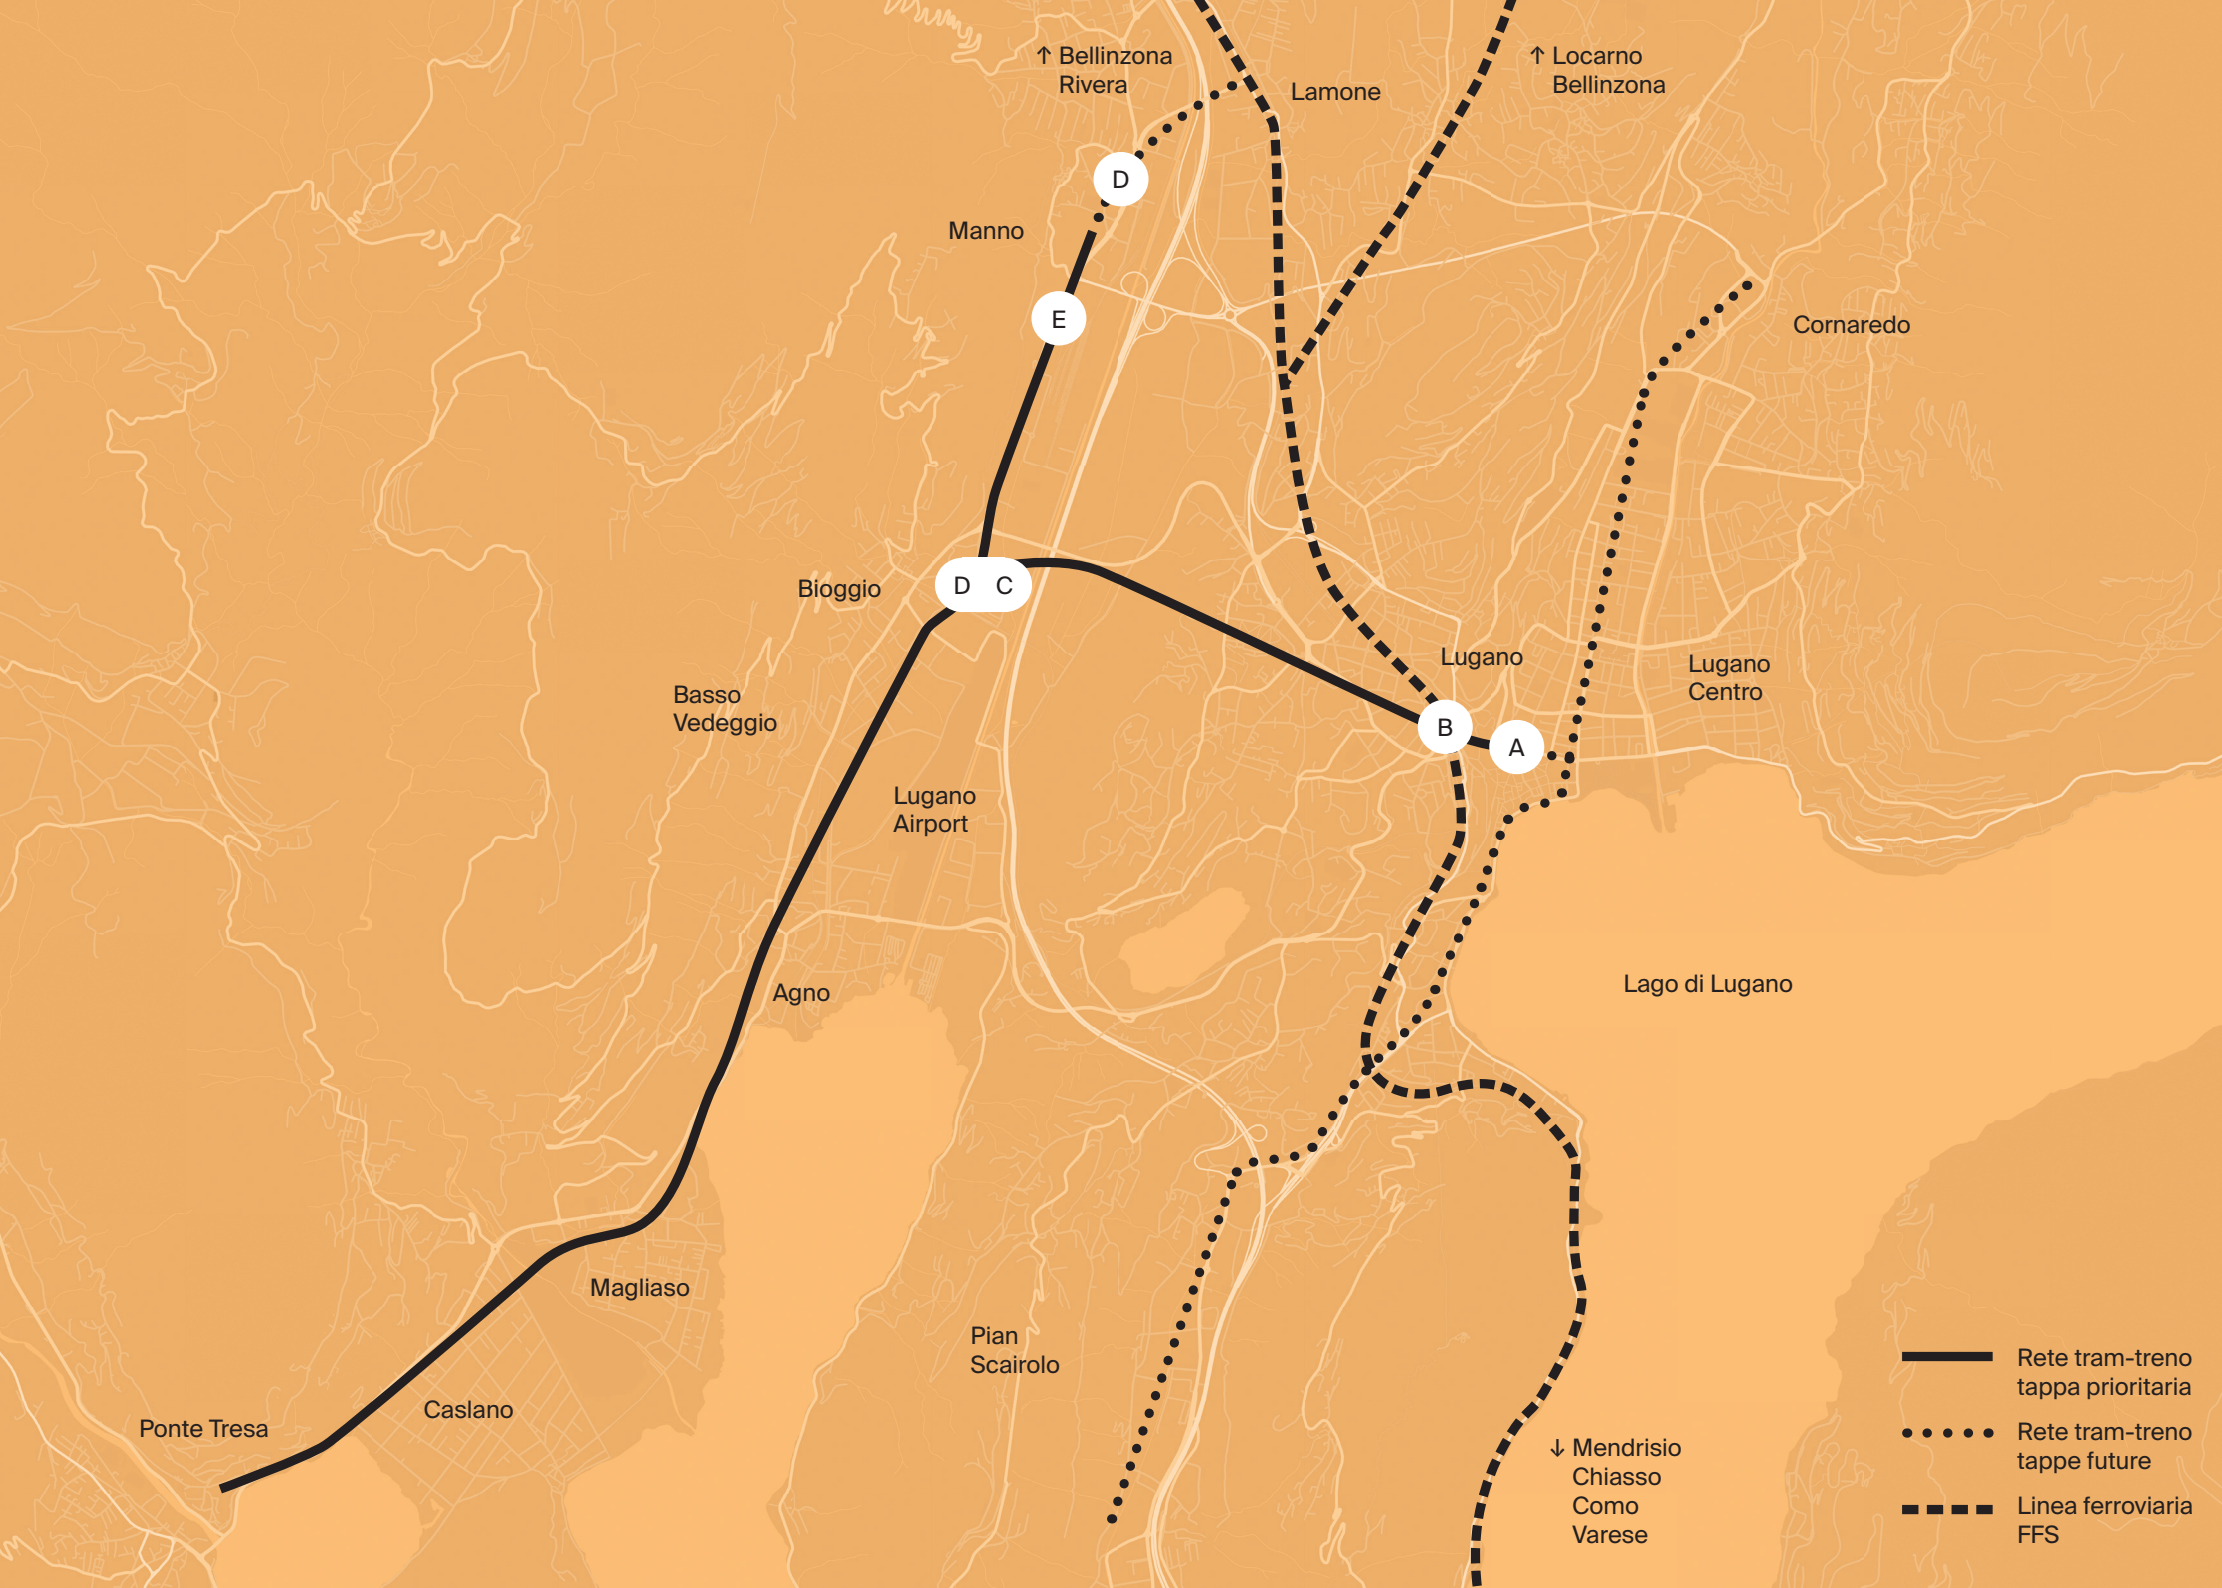 ↑ Bellinzona
Rivera
↑ Locarno
Bellinzona
Lamone
D
Manno
E
Cornaredo
D C
Bioggio
Lugano
Lugano
Centro
Basso
Vedeggio
B
A
Lugano
Airport
Lago di Lugano
Agno
Magliaso
Pian
Scairolo
Caslano
Ponte Tresa
↓ Mendrisio
Chiasso
Como
Varese
Rete tram-treno
tappa prioritaria
Rete tram-treno
tappe future
Linea ferroviaria
FFS